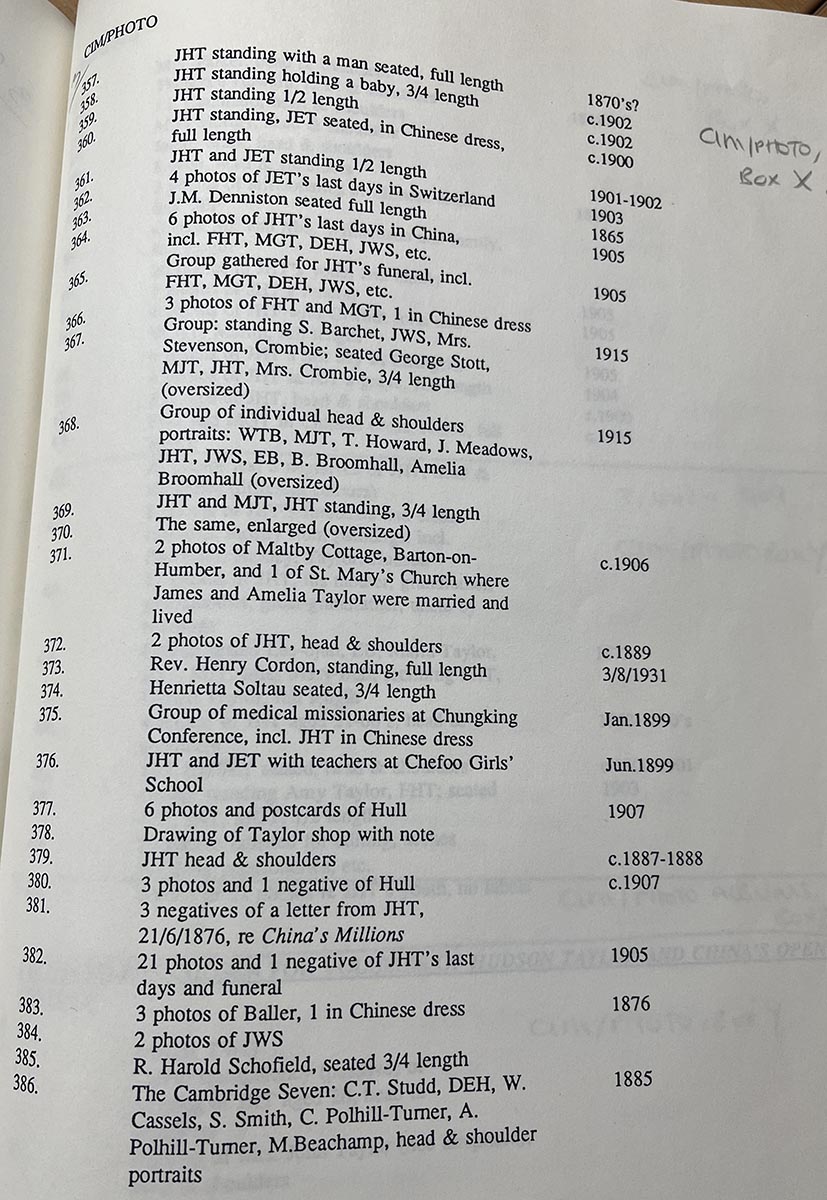 CIM/PHOTO
357. JHT standing with a man seated, full length 1870's?
358. JHT standing holding a baby, 3/4 length c.1902
359. JHT standing 1/2 length c.1902
360. JHT standing, JET seated, in Chinese dress, c.1900
full length
361. JHT and JET standing 1/2 length 1901-1902
362. 4 photos of JET's last days in Switzerland 1903
363. J.M. Denniston seated full length 1865
364. 6 photos of JHT's last days in China, 1905
incl. FHT, MGT, DEH, JWS, etc.
365. Group gathered for JHT's funeral, incl. 1905
FHT, MGT, DEH, JWS, etc.
366. 3 photos of FHT and MGT, 1 in Chinese dress
367. Group: standing S. Barchet, JWS, Mrs. 1915
Stevenson, Crombie; seated George Stott,
MJT, JHT, Mrs. Crombie, 3/4 length
(oversized)
368. Group of individual head & shoulders 1915
portraits: WTB, MJT, T. Howard, J. Meadows,
JHT, JWS, EB, B. Broomhall, Amelia
Broomhall (oversized)
369. JHT and MJT, JHT standing, 3/4 length
370. The same, enlarged (oversized)
371. 2 photos of Maltby Cottage, Barton-on- c.1906
Humber, and 1 of St. Mary's Church where
James and Amelia Taylor were married and
lived
372. 2 photos of JHT, head & shoulders c.1889
373. Rev. Henry Cordon, standing, full length 3/8/1931
374. Henrietta Soltau seated, 3/4 length
375. Group of medical missionaries at Chungking Jan.1899
Conference, incl. JHT in Chinese dress
376. JHT and JET with teachers at Chefoo Girls' Jun.1899
School
377. 6 photos and postcards of Hull 1907
378. Drawing of Taylor shop with note
379. JHT head & shoulders c.1887-1888
380. 3 photos and 1 negative of Hull c.1907
381. 3 negatives of a letter from JHT,
21/6/1876, re China's Millions
382. 21 photos and 1 negative of JHT's last 1905
days and funeral
383. 3 photos of Baller, 1 in Chinese dress 1876
384. 2 photos of JWS
385. R. Harold Schofield, seated 3/4 length
386. The Cambridge Seven: C.T. Studd, DEH, W. 1885
Cassels, S. Smith, C. Polhill-Turner, A.
Polhill-Turner, M.Beachamp, head & shoulder
portraits
CIM/PHOTO,
Box X